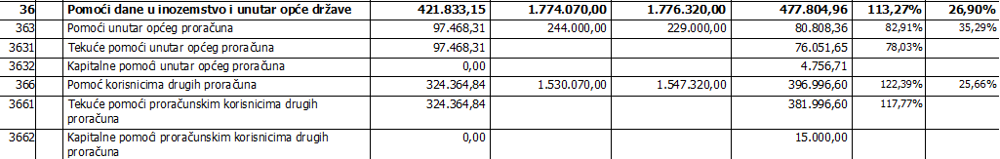 36 Pomoći dane u inozemstvo i unutar opće države 421.833,15 1.774.070,00 1.776.320,00 477.804,96 113,27% 26,90%
363 Pomoći unutar općeg proračuna 97.468,31 244.000,00 229.000,00 80.808,36 82,91% 35,29%
3631 Tekuće pomoći unutar općeg proračuna 97.468,31 76.051,65 78,03%
3632 Kapitalne pomoći unutar općeg proračuna 0,00 4.756,71
366 Pomoć korisnicima drugih proračuna 324.364,84 1.530.070,00 1.547.320,00 396.996,60 122,39% 25,66%
3661 Tekuće pomoći proračunskim korisnicima drugih 324.364,84 381.996,60 117,77%
proračuna
3662 Kapitalne pomoći proračunskim korisnicima drugih 0,00 15.000,00
proračuna